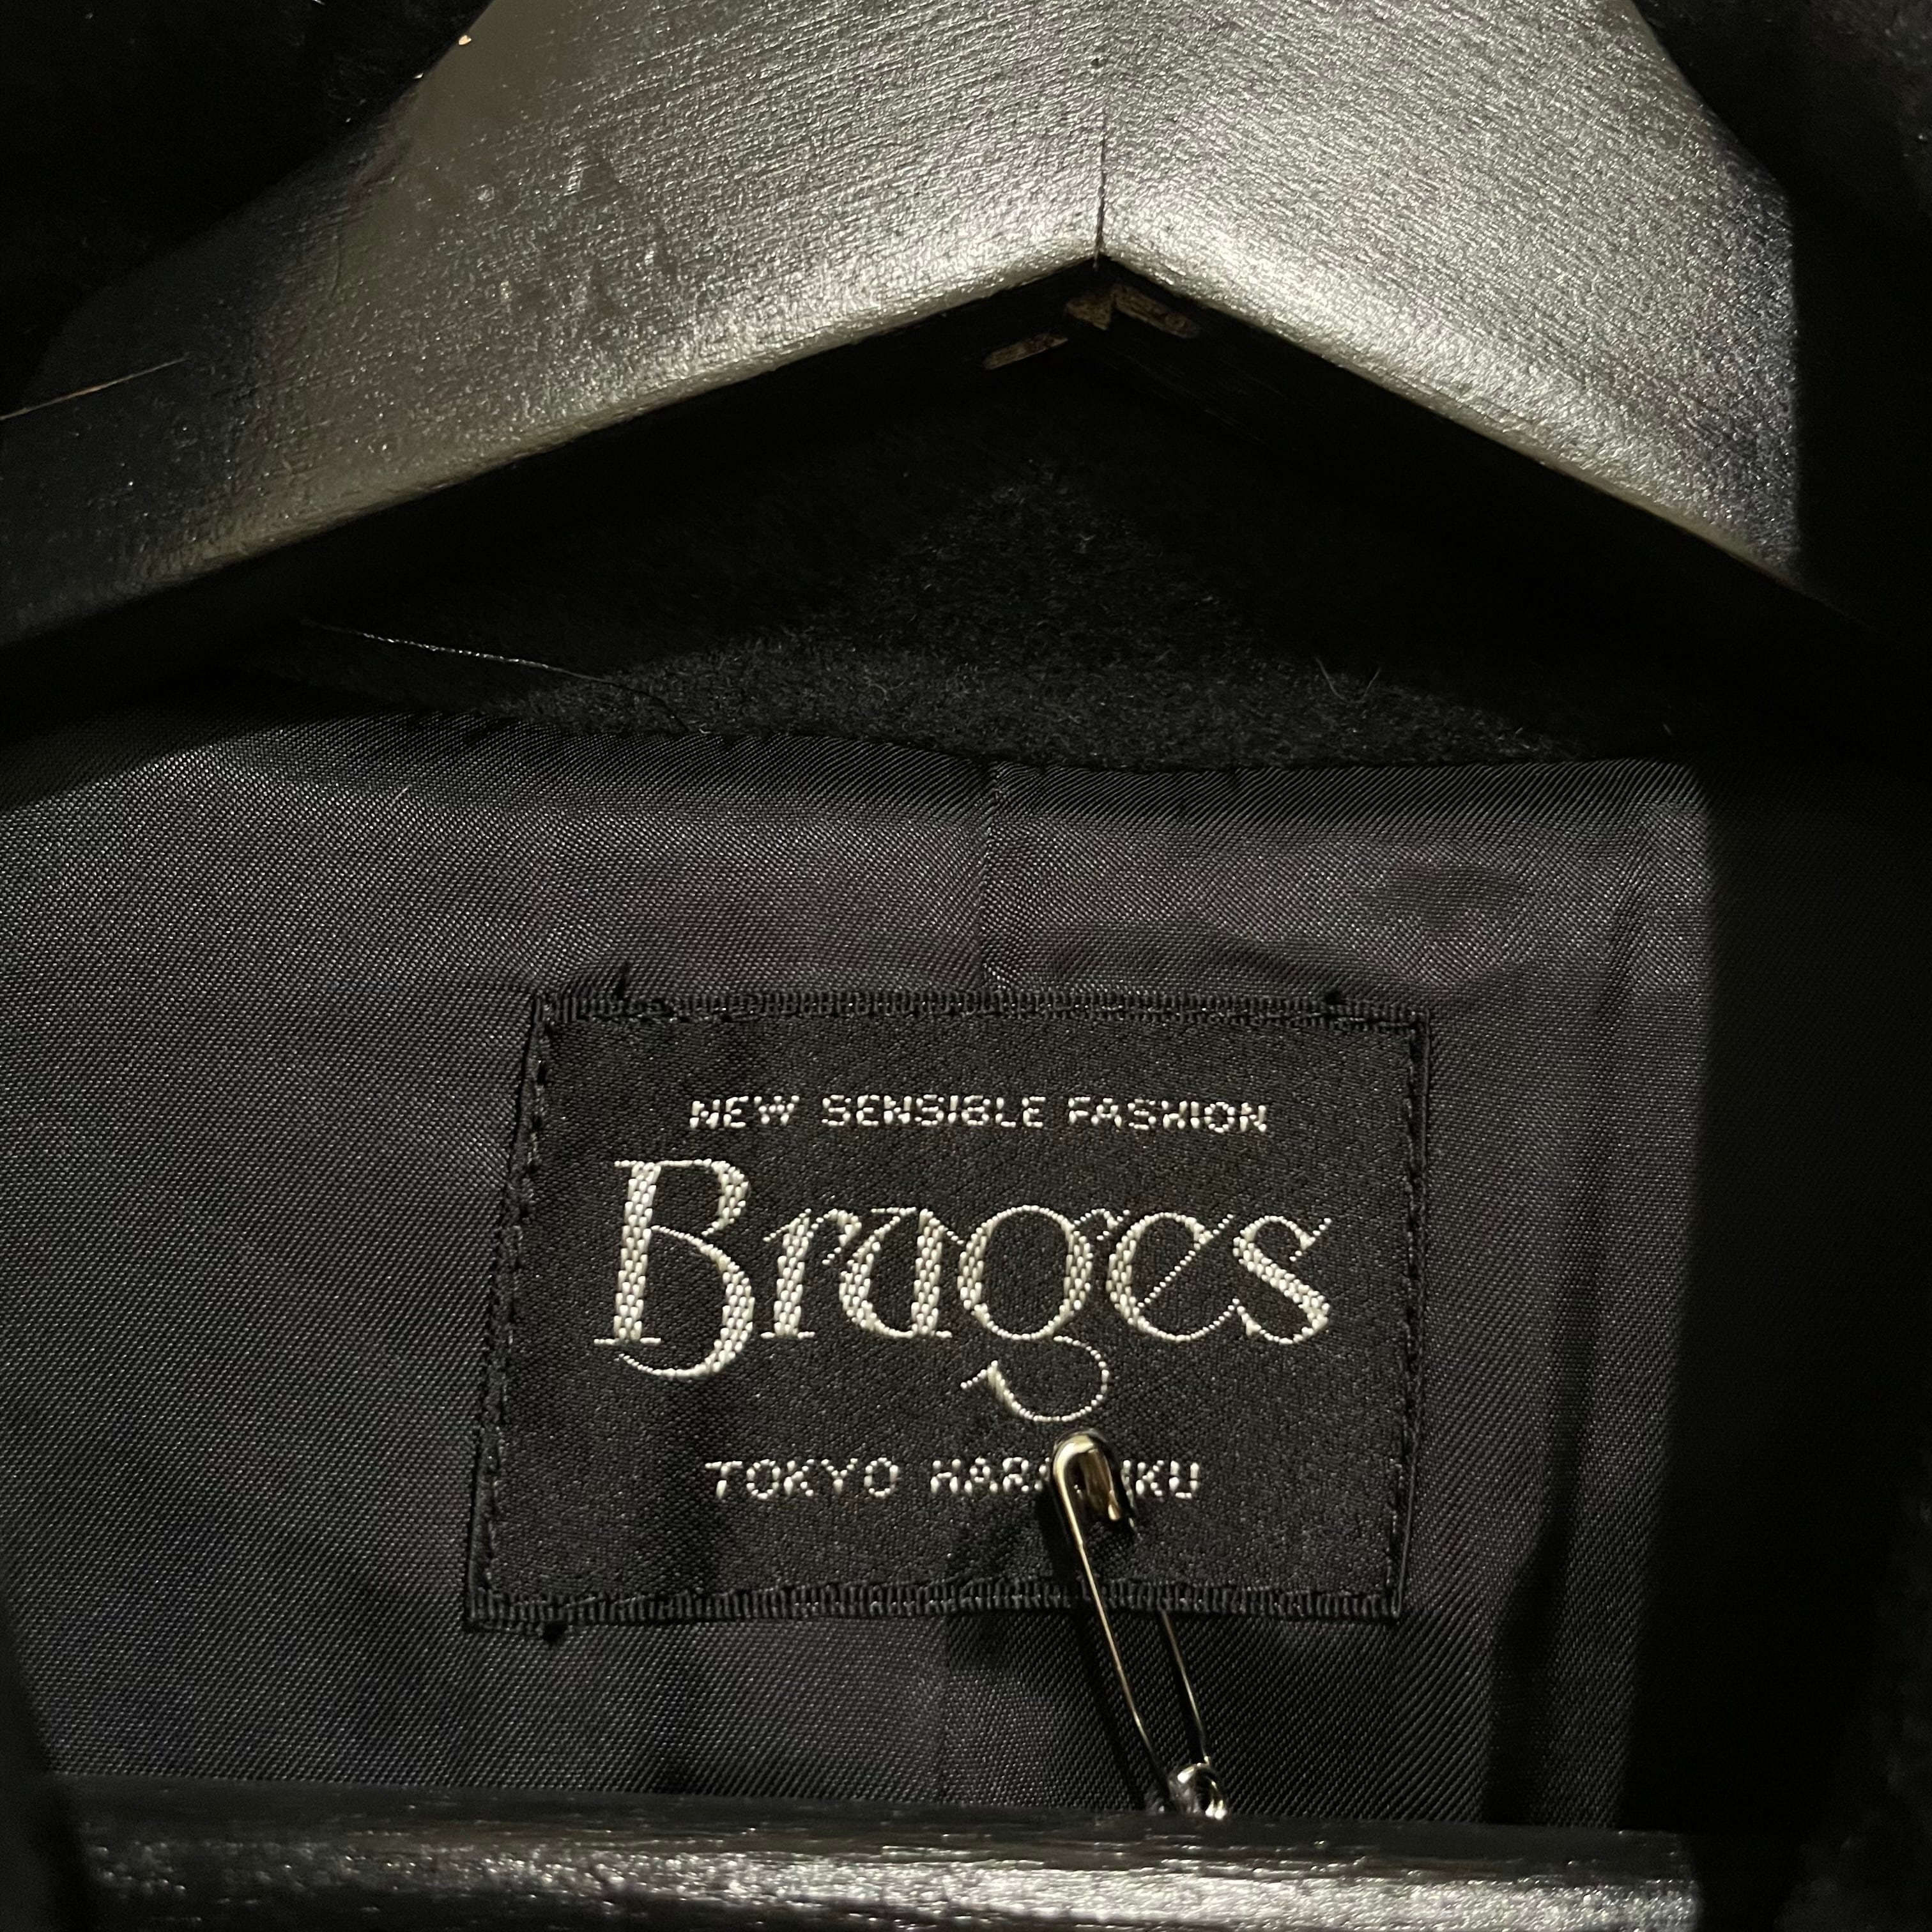 NEW SENSIBLE FASHION
Bruges
TOKYO